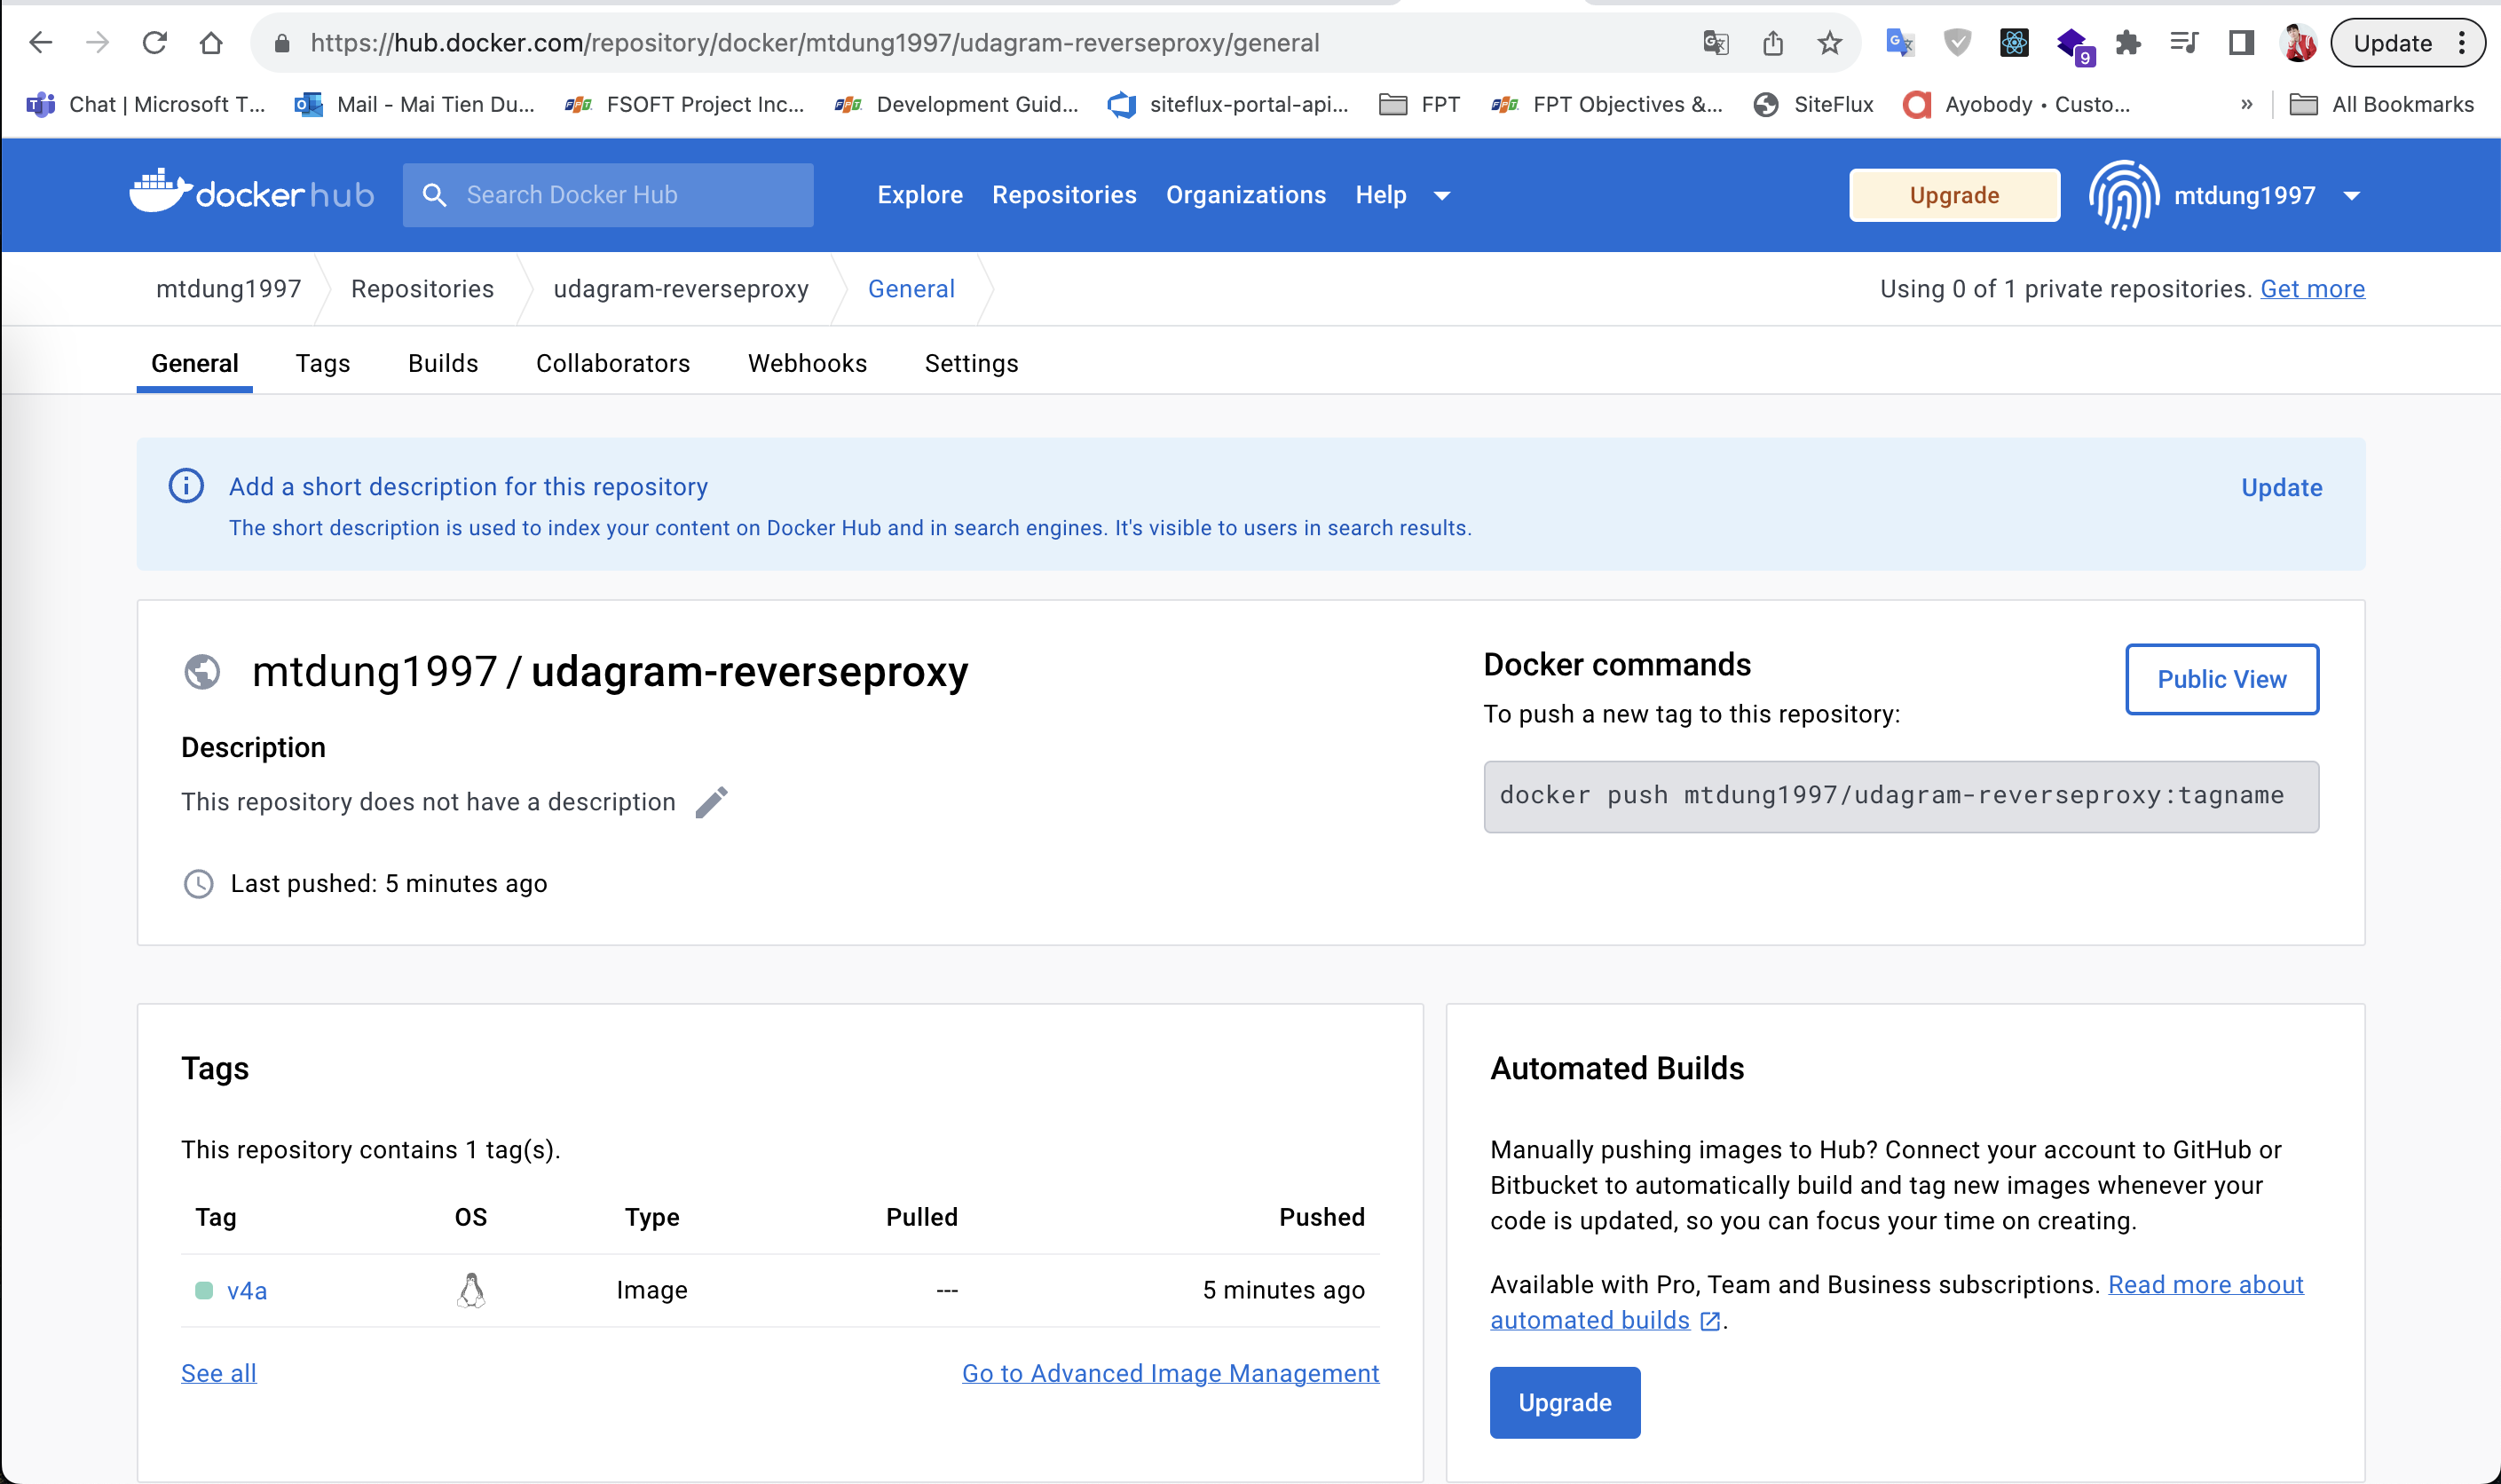 https://hub.docker.com/repository/docker/mtdung1997/udagram-reverseproxy/general
9
Update
Chat | Microsoft T...
Mail - Mai Tien Du...
FSOFT Project Inc...
Development Guid...
siteflux-portal-api...
FPT
FPT Objectives &...
SiteFlux
Ayobody • Custo...
»
All Bookmarks
docker hub
Search Docker Hub
Explore
Repositories
Organizations
Help
Upgrade
mtdung1997
mtdung1997
Repositories
udagram-reverseproxy
General
Using 0 of 1 private repositories. Get more
General
Tags
Builds
Collaborators
Webhooks
Settings
Add a short description for this repository
Update
The short description is used to index your content on Docker Hub and in search engines. It's visible to users in search results.
mtdung1997 / udagram-reverseproxy
Description
This repository does not have a description
Last pushed: 5 minutes ago
Docker commands
Public View
To push a new tag to this repository:
docker push mtdung1997/udagram-reverseproxy:tagname
Tags
This repository contains 1 tag(s).
Tag OS Type Pulled Pushed
v4a Image --- 5 minutes ago
See all
Go to Advanced Image Management
Automated Builds
Manually pushing images to Hub? Connect your account to GitHub or
Bitbucket to automatically build and tag new images whenever your
code is updated, so you can focus your time on creating.
Available with Pro, Team and Business subscriptions. Read more about
automated builds .
Upgrade